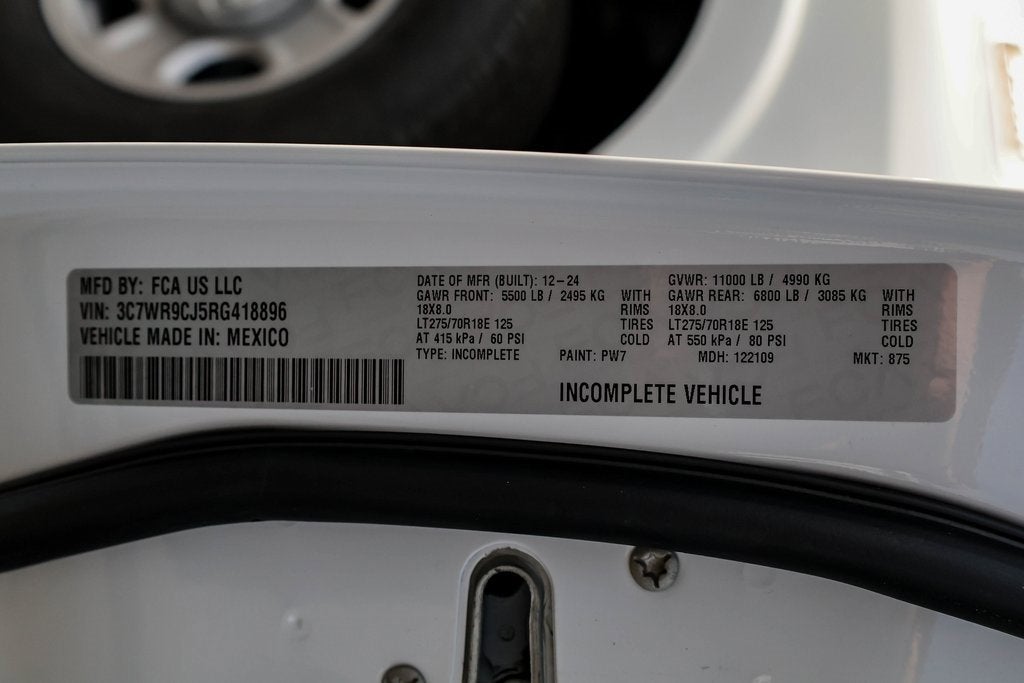 MFD BY: FCA US LLC
VIN: 3C7WR9CJ5RG418896
VEHICLE MADE IN: MEXICO
DATE OF MFR (BUILT): 12-24
GAWR FRONT: 5500 LB / 2495 KG WITH
18X8.0 RIMS
LT275/70R18E 125 TIRES
AT 415 kPa / 60 PSI COLD
TYPE: INCOMPLETE
GVWR: 11000 LB / 4990 KG
GAWR REAR: 6800 LB / 3085 KG WITH
18X8.0 RIMS
LT275/70R18E 125 TIRES
AT 550 kPa / 80 PSI COLD
PAINT: PW7 MDH: 122109 MKT: 875
INCOMPLETE VEHICLE